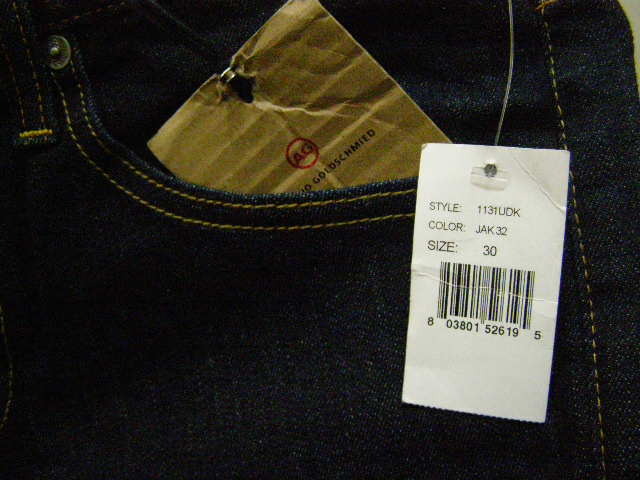 AG
GOLDSCHMIED
STYLE: 1131UDK
COLOR: JAK 32
SIZE: 30
8 03801 52619 5